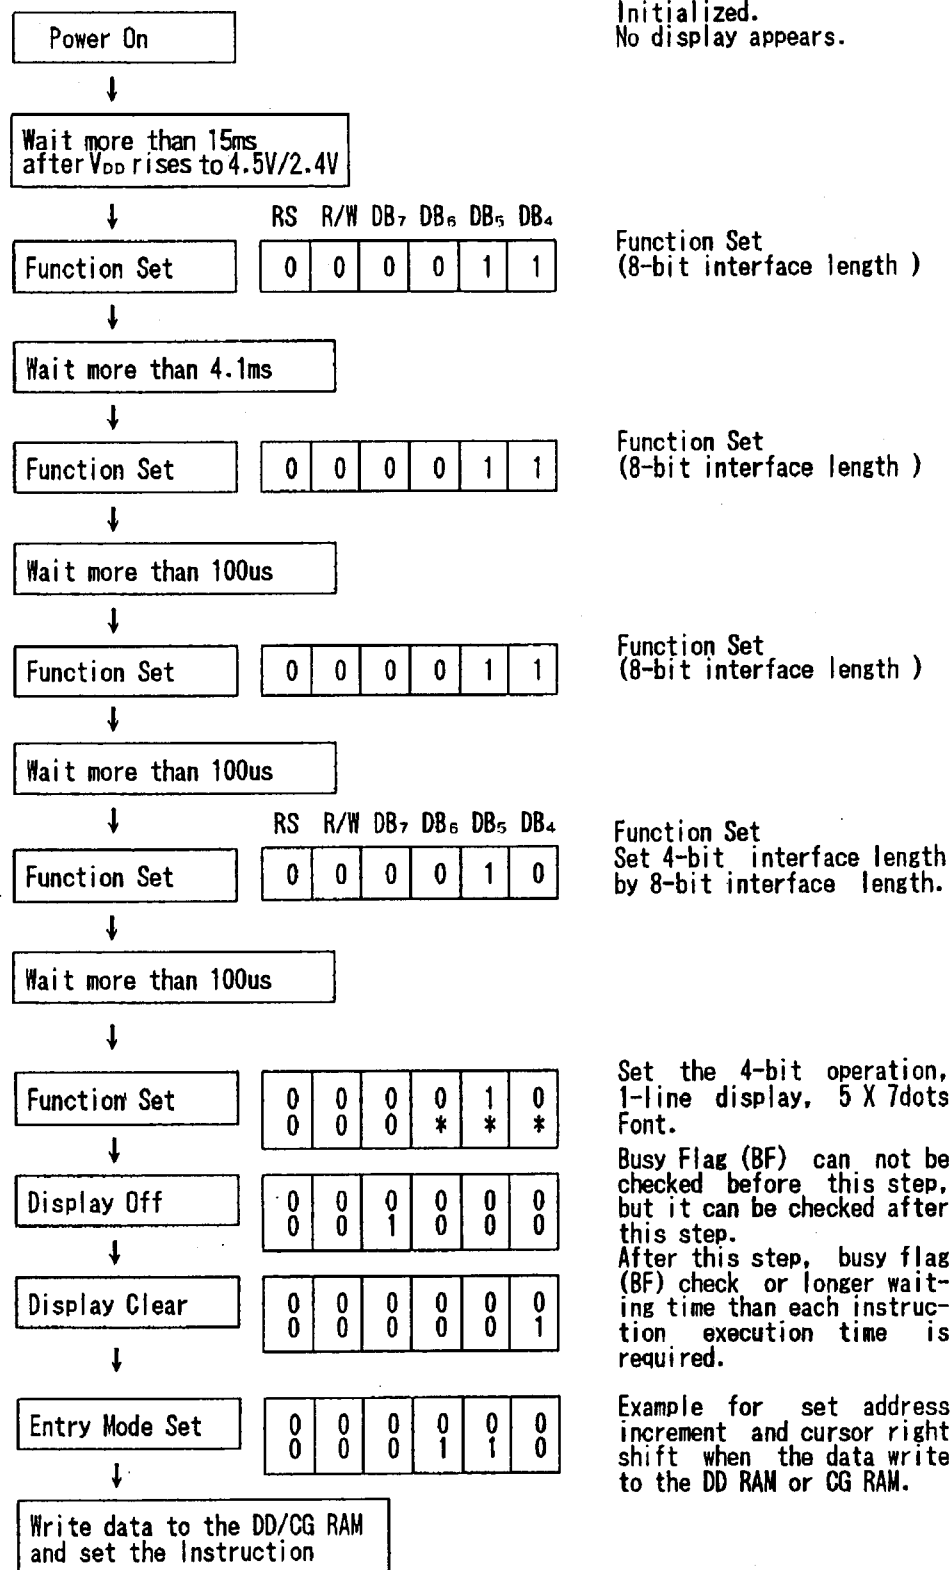 Power On
Initialized.
No display appears.
Wait more than 15ms
after VDD rises to 4.5V/2.4V
RS R/W DB7 DB6 DB5 DB4
Function Set
0 0 0 0 1 1
Function Set
(8-bit interface length )
Wait more than 4.1ms
Function Set
0 0 0 0 1 1
Function Set
(8-bit interface length )
Wait more than 100us
Function Set
0 0 0 0 1 1
Function Set
(8-bit interface length )
Wait more than 100us
RS R/W DB7 DB6 DB5 DB4
Function Set
0 0 0 0 1 0
Function Set
Set 4-bit interface length
by 8-bit interface length.
Wait more than 100us
Function Set
0 0 0 0 1 0
0 0 0 * * *
Set the 4-bit operation,
1-line display, 5 X 7dots
Font.
Display Off
0 0 0 0 0 0
0 0 1 0 0 0
Busy Flag (BF) can not be
checked before this step,
but it can be checked after
this step.
After this step, busy flag
(BF) check or longer wait-
ing time than each instruc-
tion execution time is
required.
Display Clear
0 0 0 0 0 0
0 0 0 0 0 1
Entry Mode Set
0 0 0 0 0 0
0 0 0 1 1 0
Example for set address
increment and cursor right
shift when the data write
to the DD RAM or CG RAM.
Write data to the DD/CG RAM
and set the Instruction